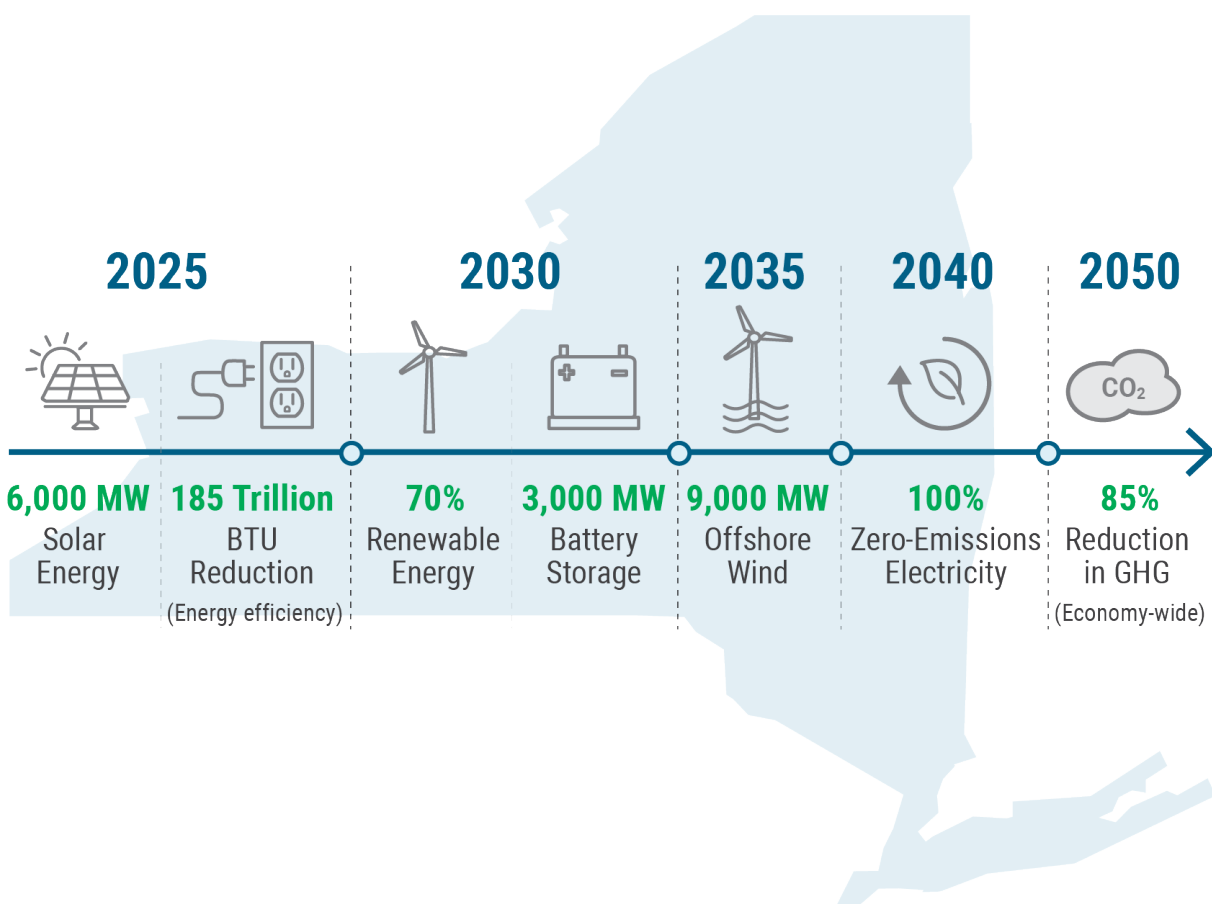 2025
6,000 MW
Solar
Energy
185 Trillion
BTU
Reduction
(Energy efficiency)
2030
70%
Renewable
Energy
3,000 MW
Battery
Storage
2035
9,000 MW
Offshore
Wind
2040
100%
Zero-Emissions
Electricity
2050
CO₂
85%
Reduction
in GHG
(Economy-wide)